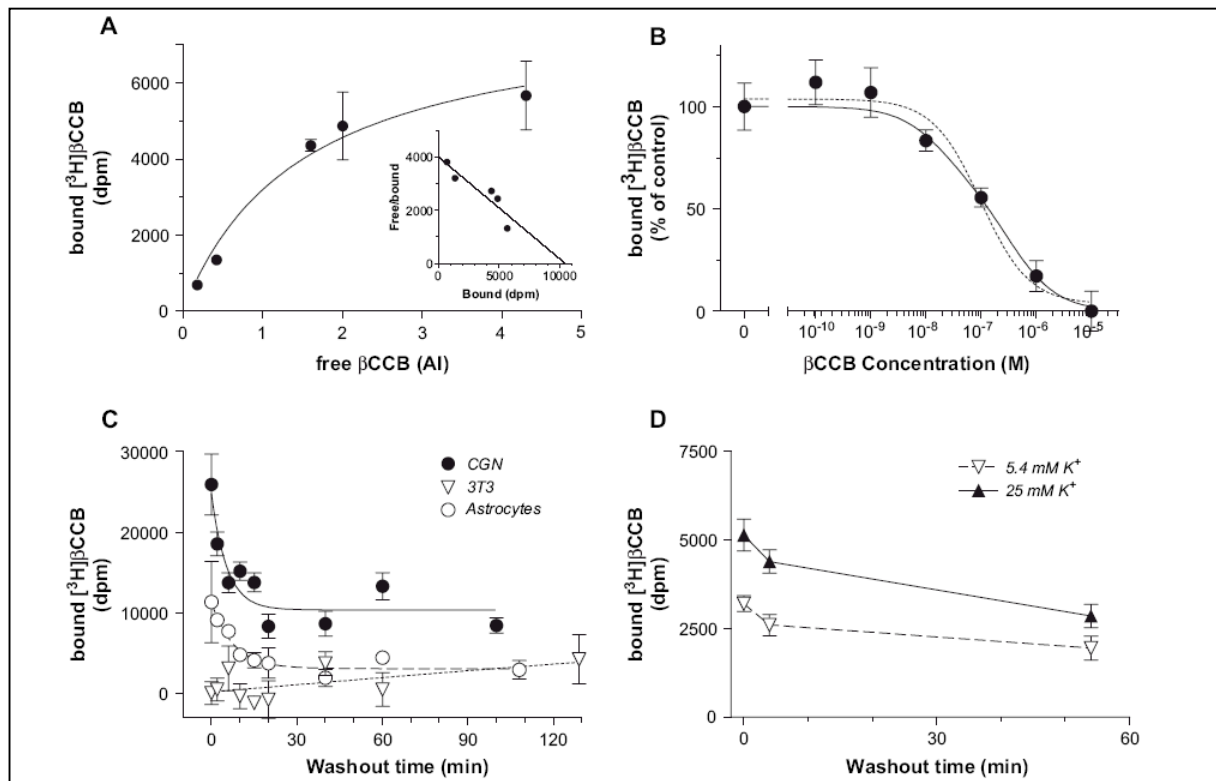 A
bound [³H]βCCB
(dpm)
6000
4000
2000
0
0
1
2
3
4
5
free βCCB (AI)
Free/bound
4000
2000
0
0
5000
10000
Bound (dpm)
B
bound [³H]βCCB
(% of control)
100
50
0
0
10⁻¹⁰
10⁻⁹
10⁻⁸
10⁻⁷
10⁻⁶
10⁻⁵
βCCB Concentration (M)
C
bound [³H]βCCB
(dpm)
30000
20000
10000
0
CGN
3T3
Astrocytes
0
30
60
90
120
Washout time (min)
D
bound [³H]βCCB
(dpm)
7500
5000
2500
0
5.4 mM K⁺
25 mM K⁺
0
30
60
Washout time (min)